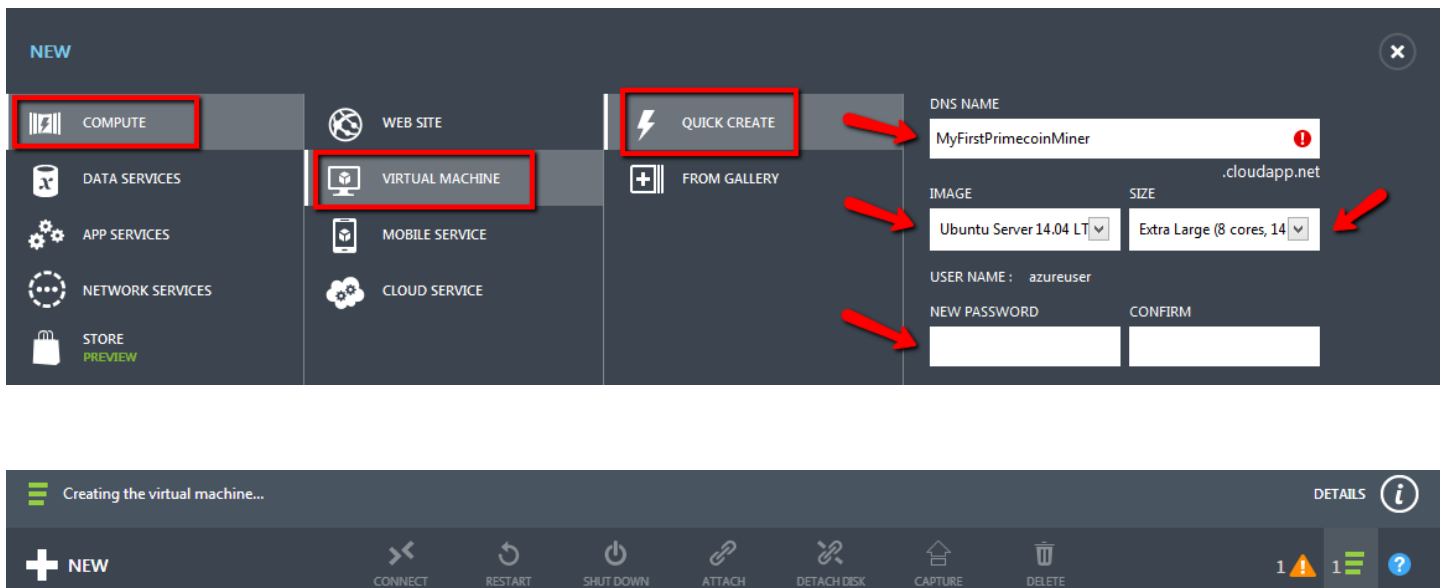 NEW
COMPUTE
DATA SERVICES
APP SERVICES
NETWORK SERVICES
STORE
PREVIEW
WEB SITE
VIRTUAL MACHINE
MOBILE SERVICE
CLOUD SERVICE
QUICK CREATE
FROM GALLERY
DNS NAME
MyFirstPrimecoinMiner
.cloudapp.net
IMAGE SIZE
Ubuntu Server 14.04 LT Extra Large (8 cores, 14
USER NAME : azureuser
NEW PASSWORD CONFIRM
Creating the virtual machine... DETAILS
NEW
CONNECT RESTART SHUT DOWN ATTACH DETACH DISK CAPTURE DELETE
1 1